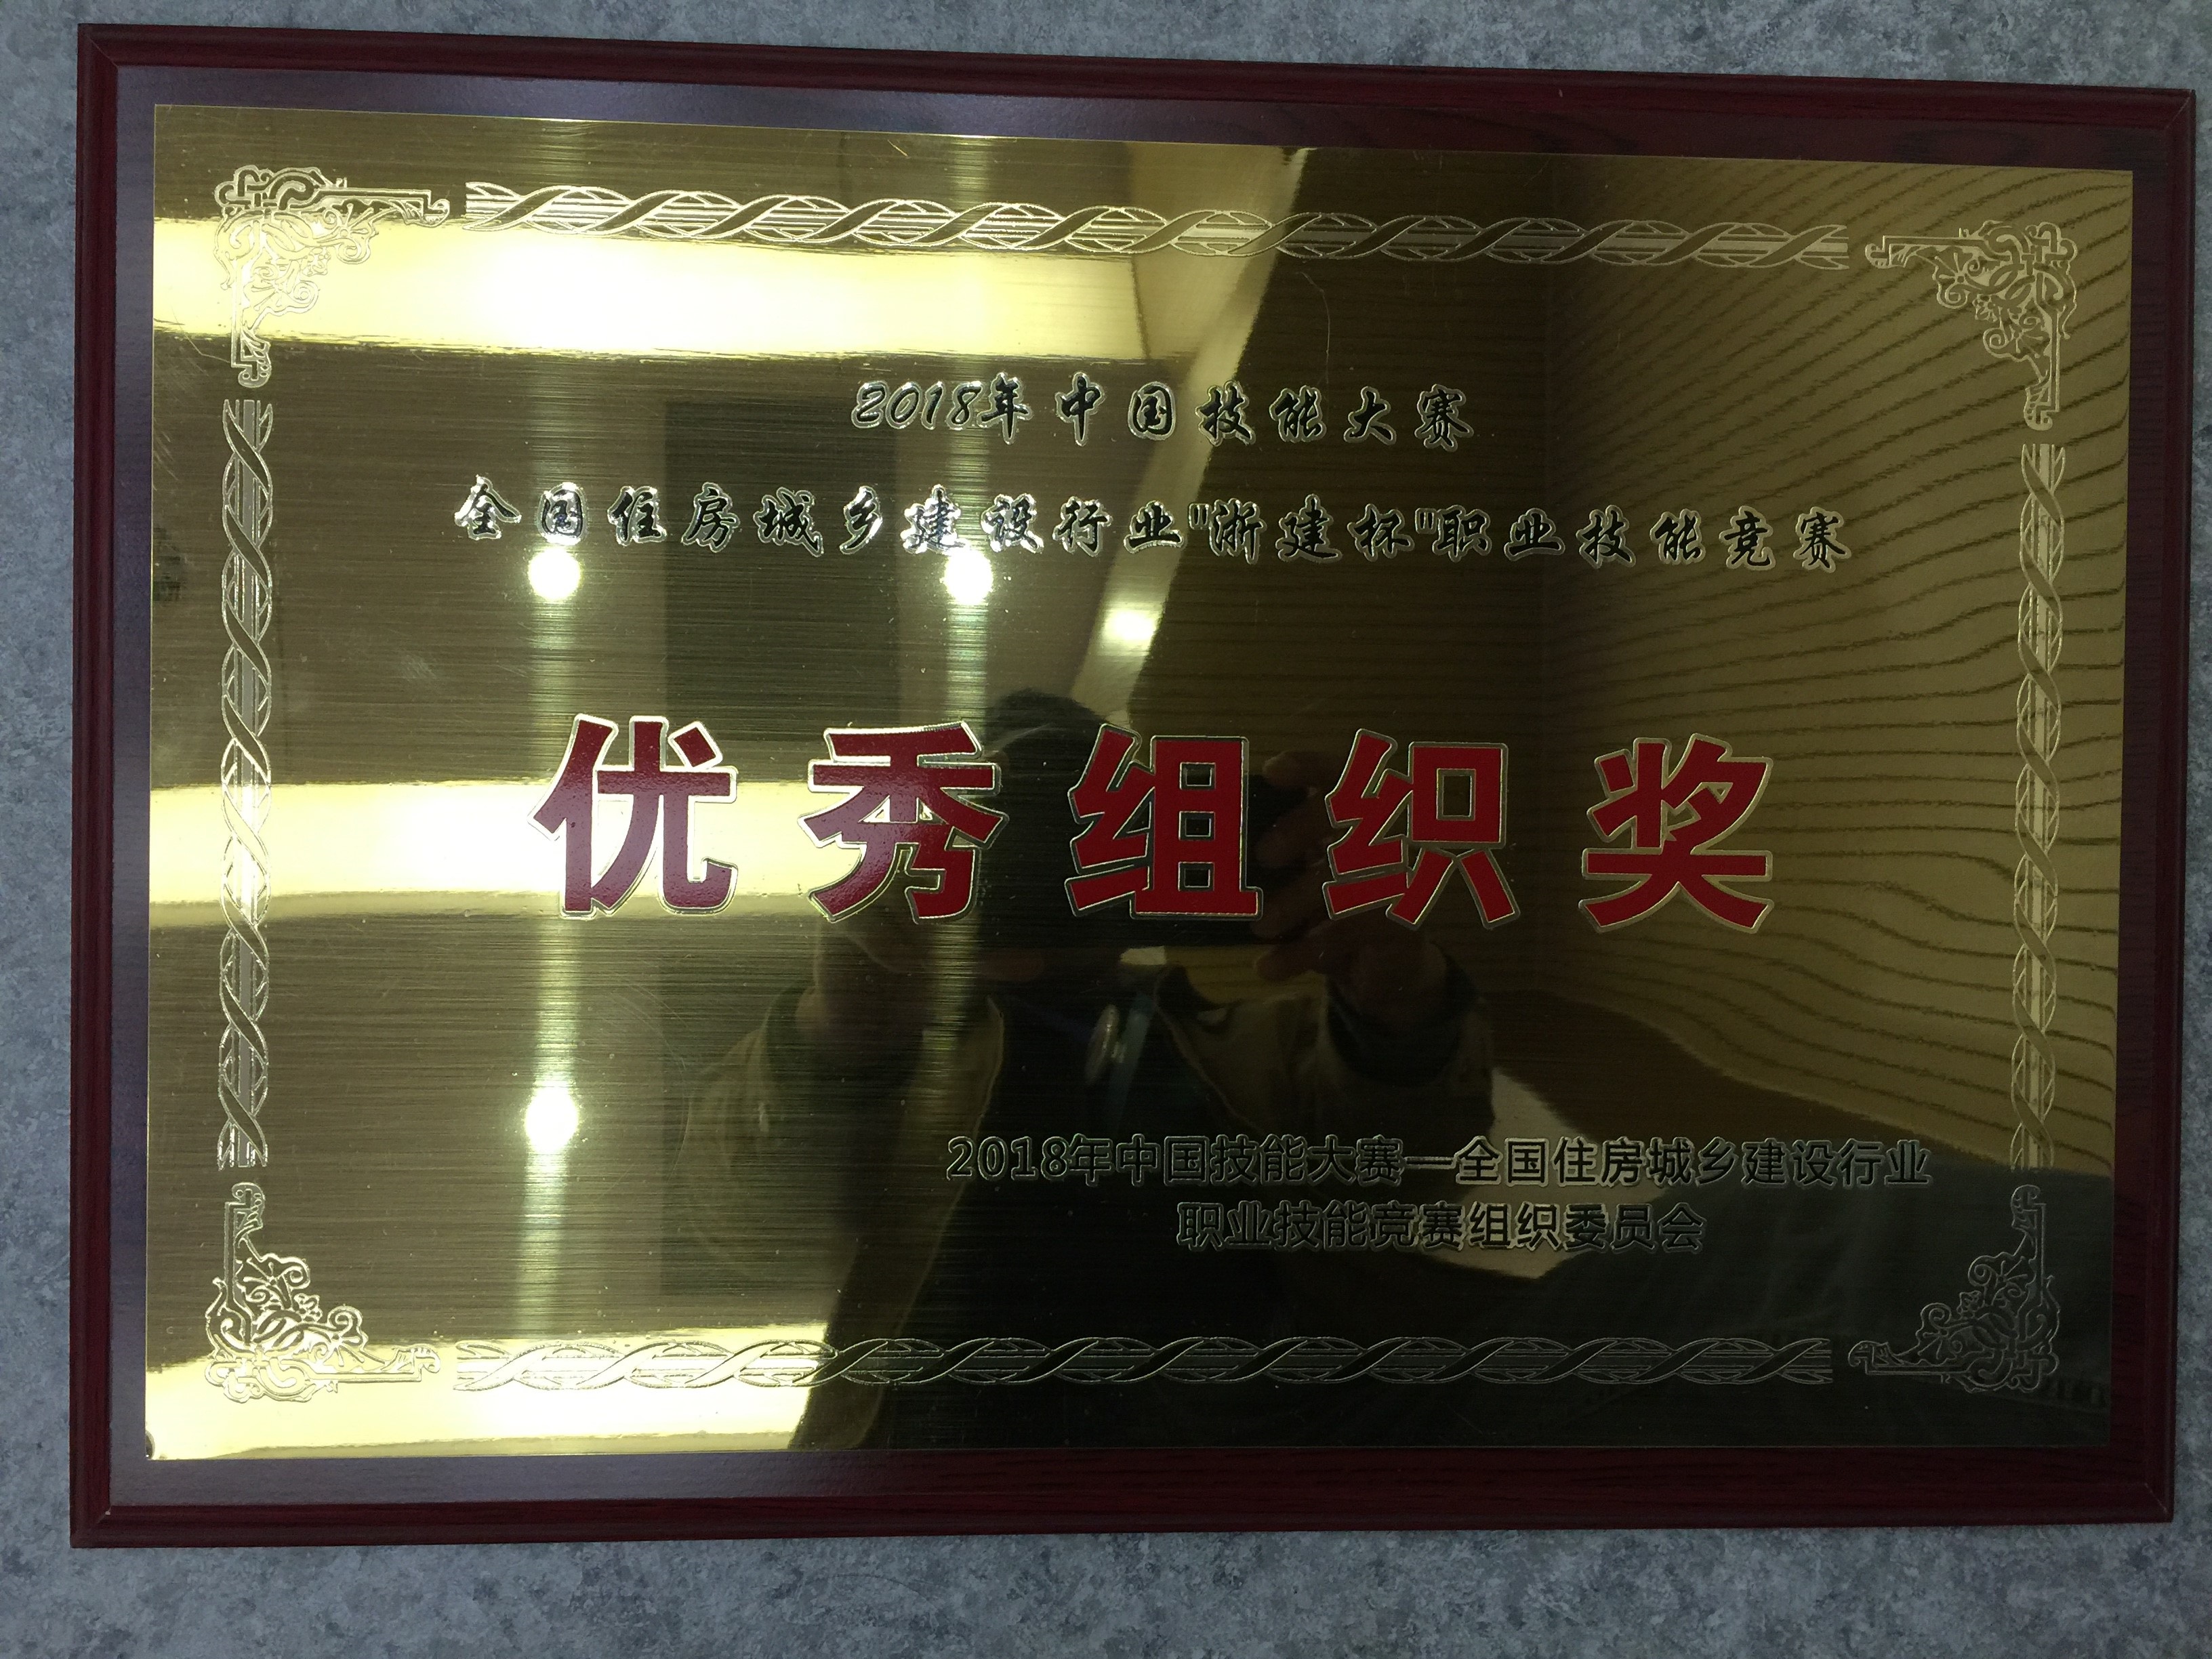 2018年中国技能大赛
全国住房城乡建设行业"浙建杯"职业技能竞赛
优秀组织奖
2018年中国技能大赛—全国住房城乡建设行业
职业技能竞赛组织委员会